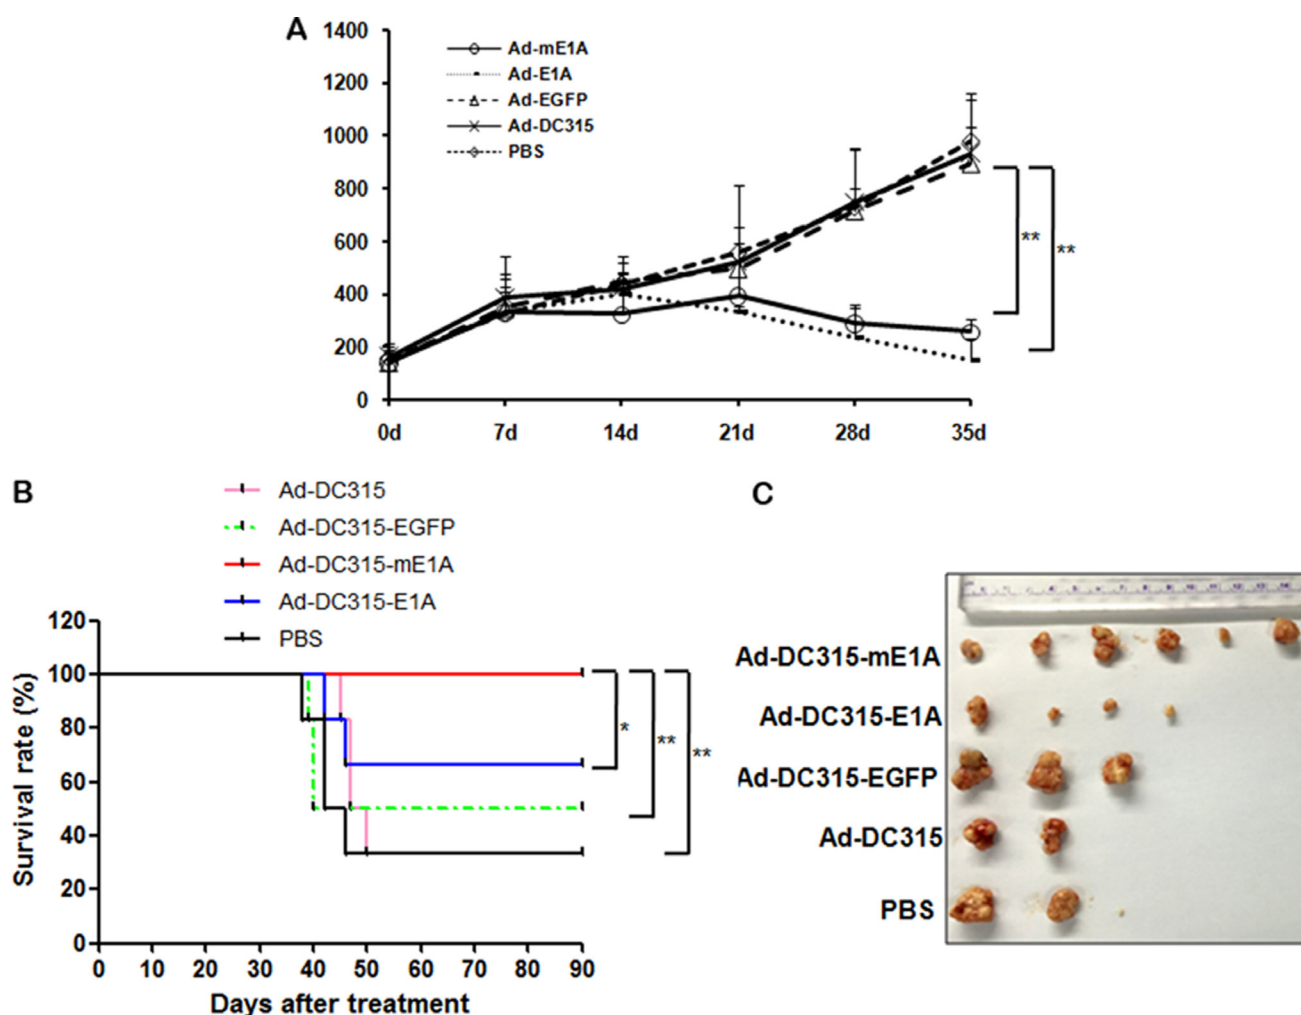 A
1400
1200
1000
800
600
400
200
0
Ad-mE1A
Ad-E1A
Ad-EGFP
Ad-DC315
PBS
**
**
0d 7d 14d 21d 28d 35d
B
Ad-DC315
Ad-DC315-EGFP
Ad-DC315-mE1A
Ad-DC315-E1A
PBS
Survival rate (%)
120
100
80
60
40
20
0
*
**
**
0 10 20 30 40 50 60 70 80 90
Days after treatment
C
Ad-DC315-mE1A
Ad-DC315-E1A
Ad-DC315-EGFP
Ad-DC315
PBS